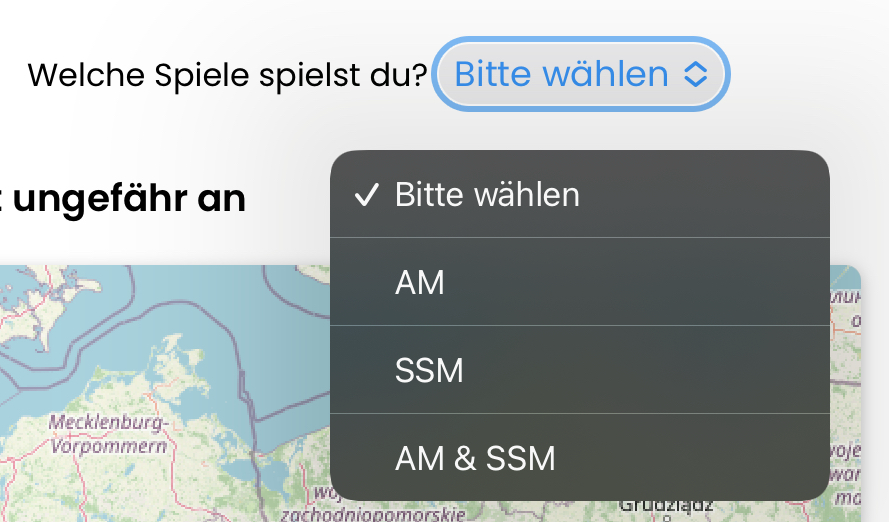 Welche Spiele spielst du? Bitte wählen
✓ Bitte wählen
ungefähr an
AM
SSM
AM & SSM
Mecklenburg-
Vorpommern
zachodniopomorskie
Grudziądz